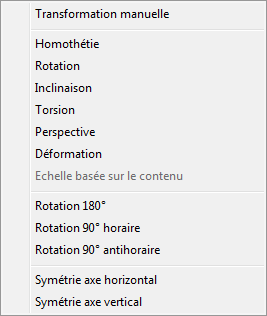 Transformation manuelle
Homothétie
Rotation
Inclinaison
Torsion
Perspective
Déformation
Echelle basée sur le contenu
Rotation 180°
Rotation 90° horaire
Rotation 90° antihoraire
Symétrie axe horizontal
Symétrie axe vertical